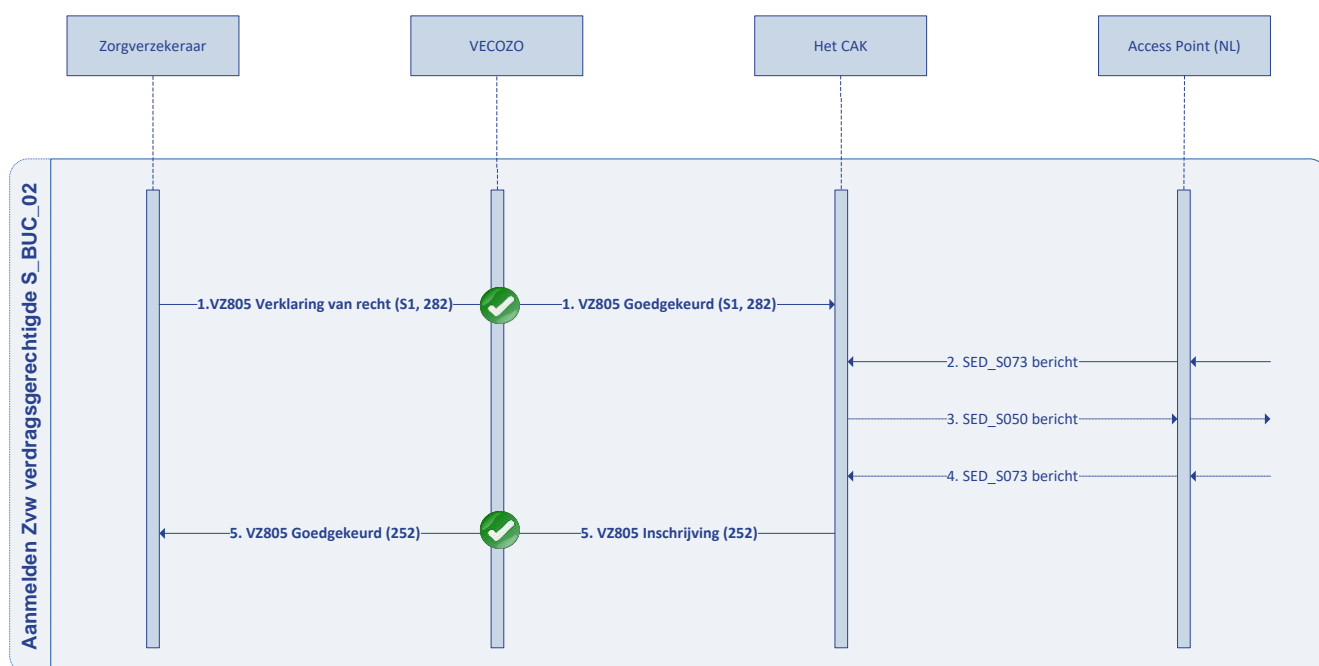 Zorgverzekeraar
VECOZO
Het CAK
Access Point (NL)
Aanmelden Zvw verdragsgerechtigde S_BUC_02
1.VZ805 Verklaring van recht (S1, 282)
1. VZ805 Goedgekeurd (S1, 282)
2. SED_S073 bericht
3. SED_S050 bericht
4. SED_S073 bericht
5. VZ805 Goedgekeurd (252)
5. VZ805 Inschrijving (252)